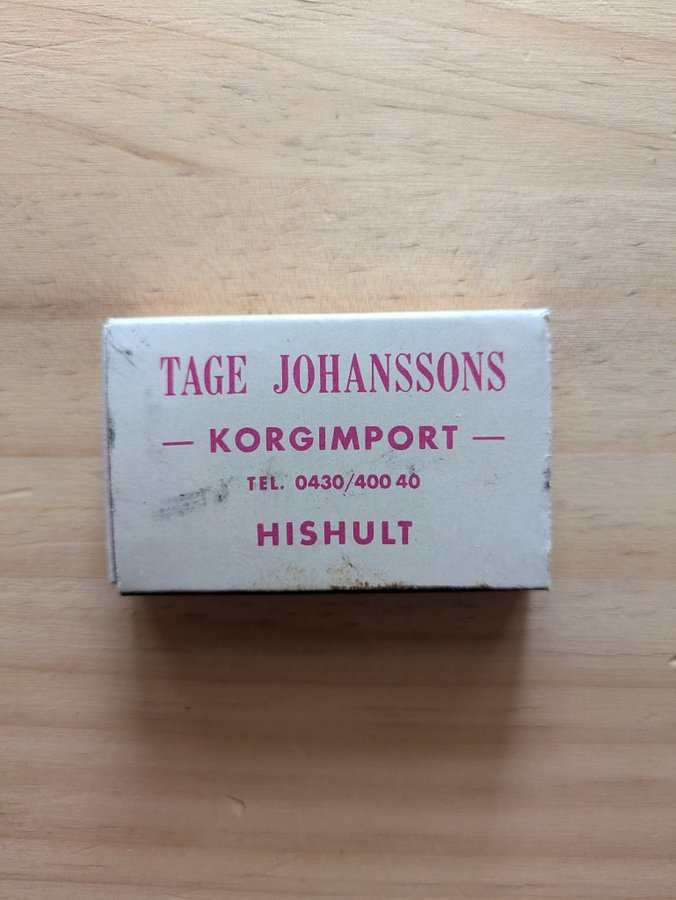 TAGE JOHANSSONS
— KORGIMPORT —
TEL. 0430/400 40
HISHULT